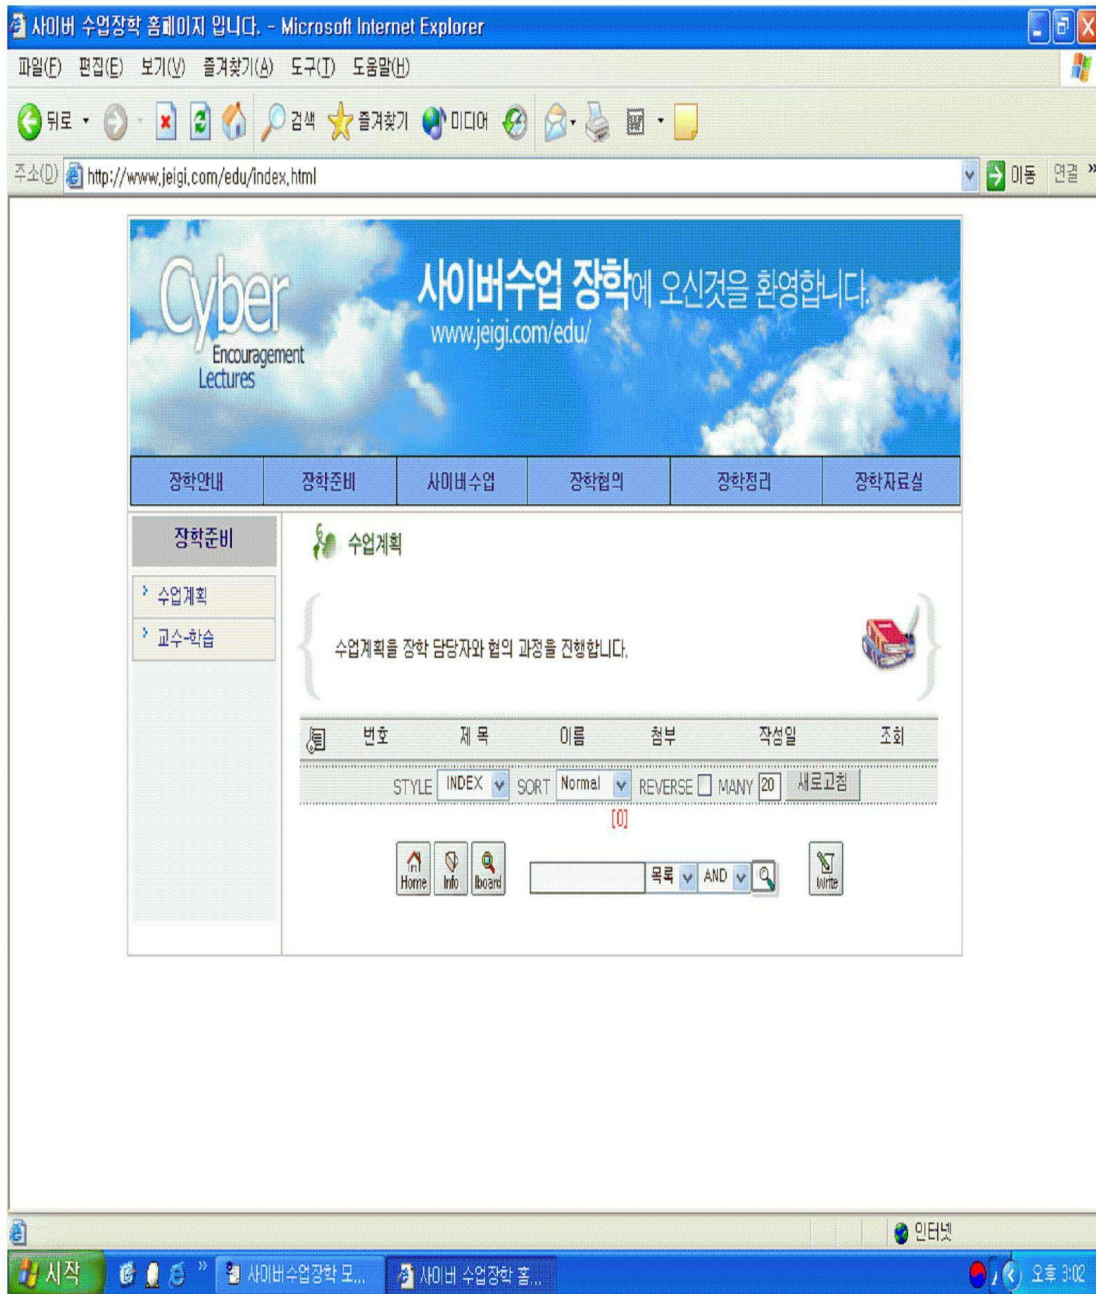 사이버 수업장학 홈페이지 입니다. - Microsoft Internet Explorer
파일(F) 편집(E) 보기(V) 즐겨찾기(A) 도구(T) 도움말(H)
뒤로 검색 즐겨찾기 미디어
주소(D) http://www.jeigi.com/edu/index.html 이동 연결 »
Cyber
Encouragement
Lectures
사이버수업 장학에 오신것을 환영합니다.
www.jeigi.com/edu/
장학안내 장학준비 사이버수업 장학협의 장학정리 장학자료실
장학준비
수업계획
교수-학습
수업계획
수업계획을 장학 담당자와 협의 과정을 진행합니다.
번호 제 목 이름 첨부 작성일 조회
STYLE INDEX SORT Normal REVERSE MANY 20 새로고침
[0]
Home Info Iboard 목록 AND Write
인터넷
시작 » 사이버수업장학 모... 사이버 수업장학 홈... 오후 3:02